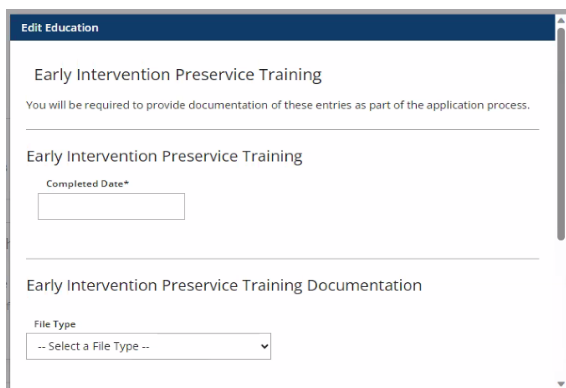 Edit Education
Early Intervention Preservice Training
You will be required to provide documentation of these entries as part of the application process.
Early Intervention Preservice Training
Completed Date*
Early Intervention Preservice Training Documentation
File Type
-- Select a File Type --